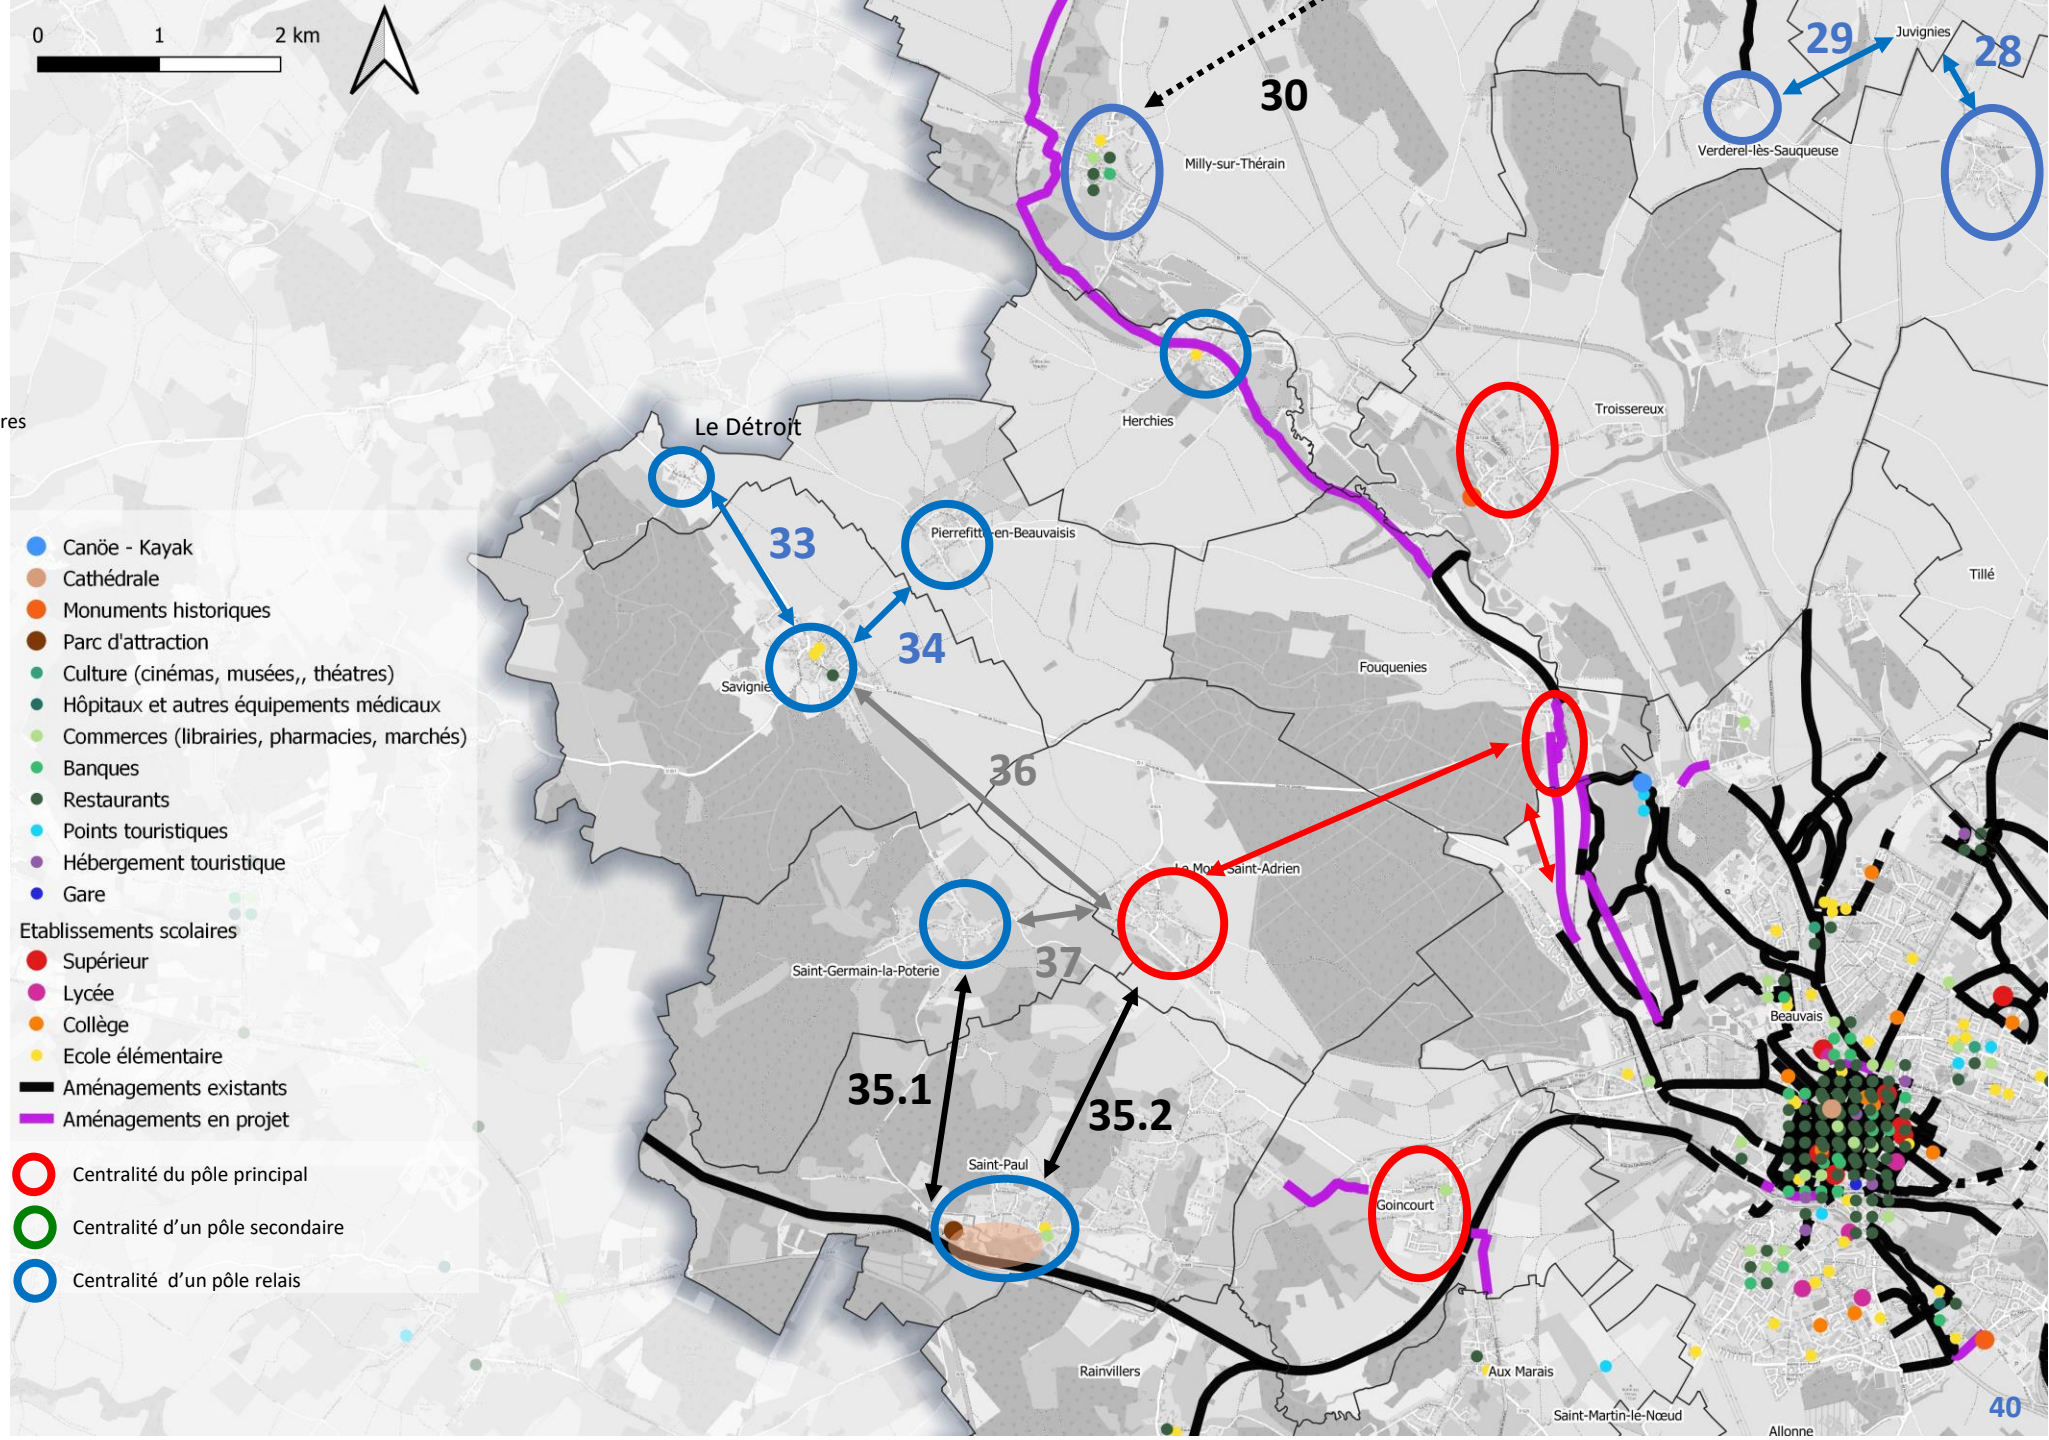 0 1 2 km
30
29
Juvignies
28
Milly-sur-Thérain
Verderel-lès-Sauqueuse
Herchies
Troissereux
res
Le Détroit
33
Pierrefitte-en-Beauvaisis
Tillé
34
Fouquenies
Savignie
36
Le Mont-Saint-Adrien
37
Saint-Germain-la-Poterie
Beauvais
35.1
35.2
Saint-Paul
Goincourt
Rainvillers
Aux Marais
Saint-Martin-le-Nœud
Allonne
40
Canöe - Kayak
Cathédrale
Monuments historiques
Parc d'attraction
Culture (cinémas, musées,, théatres)
Hôpitaux et autres équipements médicaux
Commerces (librairies, pharmacies, marchés)
Banques
Restaurants
Points touristiques
Hébergement touristique
Gare
Etablissements scolaires
Supérieur
Lycée
Collège
Ecole élémentaire
Aménagements existants
Aménagements en projet
Centralité du pôle principal
Centralité d’un pôle secondaire
Centralité d’un pôle relais